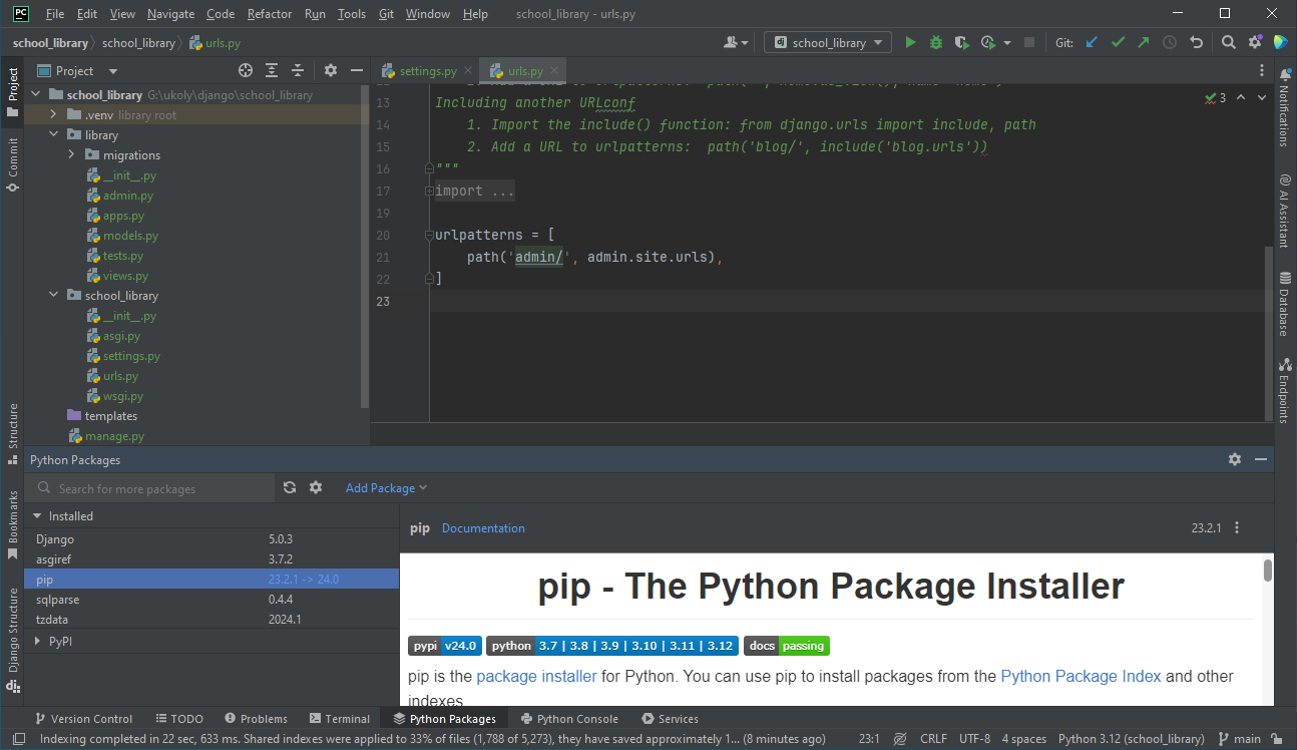 PC File Edit View Navigate Code Refactor Run Tools Git Window Help school_library - urls.py
school_library school_library urls.py
school_library Git:
Project
settings.py urls.py
school_library G:\ukoly\django\school_library
.venv library root
library
migrations
__init__.py
admin.py
apps.py
models.py
tests.py
views.py
school_library
__init__.py
asgi.py
settings.py
urls.py
wsgi.py
templates
manage.py
13 Including another URLconf
14 1. Import the include() function: from django.urls import include, path
15 2. Add a URL to urlpatterns: path('blog/', include('blog.urls'))
16 """
17 import ...
19
20 urlpatterns = [
21 path('admin/', admin.site.urls),
22 ]
23
3
Project
Commit
Structure
Bookmarks
Django Structure
dj
Notifications
AI Assistant
Database
Endpoints
Python Packages
Search for more packages
Add Package
Installed
Django 5.0.3
asgiref 3.7.2
pip 23.2.1 -> 24.0
sqlparse 0.4.4
tzdata 2024.1
PyPI
pip Documentation 23.2.1
pip - The Python Package Installer
pypi v24.0 python 3.7 | 3.8 | 3.9 | 3.10 | 3.11 | 3.12 docs passing
pip is the package installer for Python. You can use pip to install packages from the Python Package Index and other
indexes
Version Control TODO Problems Terminal Python Packages Python Console Services
Indexing completed in 22 sec, 633 ms. Shared indexes were applied to 33% of files (1,788 of 5,273), they have saved approximately 1... (8 minutes ago) 23:1 CRLF UTF-8 4 spaces Python 3.12 (school_library) main